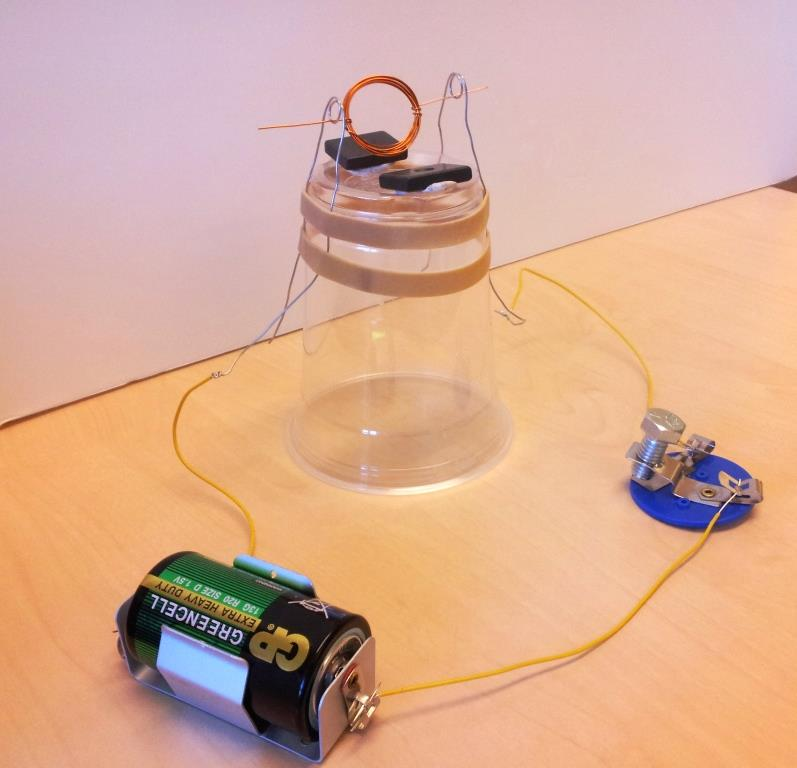 GP®
GREENCELL
EXTRA HEAVY DUTY
13G R20 SIZE D 1.5V